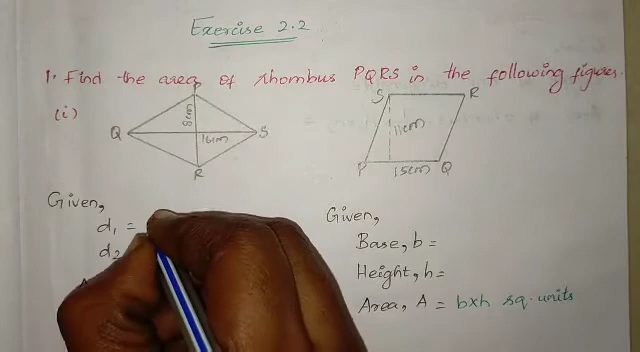 Exercise 2.2
1. Find the area of rhombus PQRS in the following figures.
(i)
P
8cm
Q
16cm
S
R
S
R
11cm
P
15cm
Q
Given,
d₁ =
d₂
Given,
Base, b =
Height, h =
Area, A = b×h sq. units